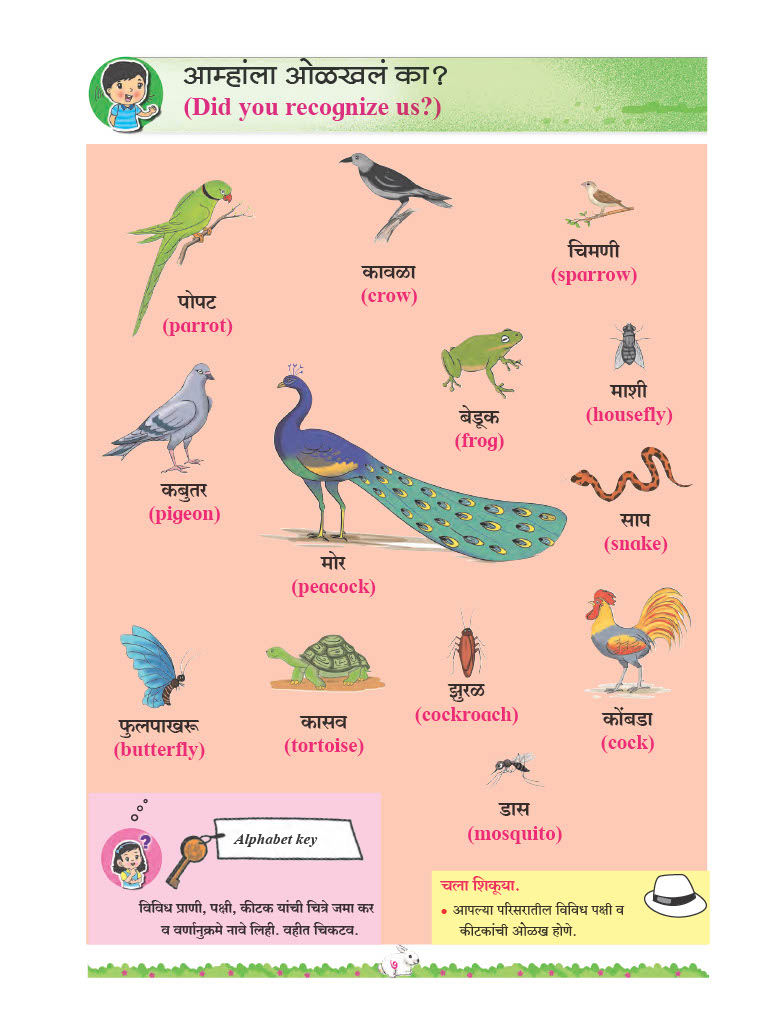 आम्हांला ओळखलं का?
(Did you recognize us?)
पोपट
(parrot)
कावळा
(crow)
चिमणी
(sparrow)
कबुतर
(pigeon)
मोर
(peacock)
बेडूक
(frog)
माशी
(housefly)
साप
(snake)
फुलपाखरू
(butterfly)
कासव
(tortoise)
झुरळ
(cockroach)
कोंबडा
(cock)
डास
(mosquito)
?
Alphabet key
विविध प्राणी, पक्षी, कीटक यांची चित्रे जमा कर
व वर्णानुक्रमे नावे लिही. वहीत चिकटव.
चला शिकूया.
• आपल्या परिसरातील विविध पक्षी व
कीटकांची ओळख होणे.
७